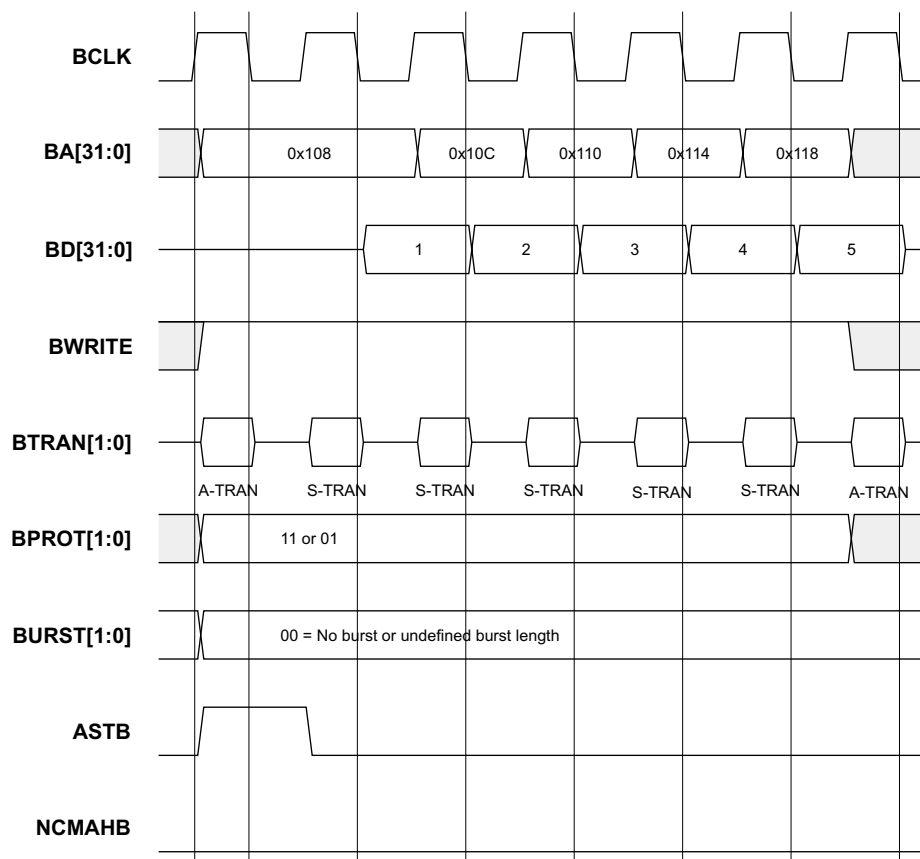 BCLK
BA[31:0]
0x108 0x10C 0x110 0x114 0x118
BD[31:0]
1 2 3 4 5
BWRITE
BTRAN[1:0]
A-TRAN S-TRAN S-TRAN S-TRAN S-TRAN S-TRAN A-TRAN
BPROT[1:0]
11 or 01
BURST[1:0]
00 = No burst or undefined burst length
ASTB
NCMAHB